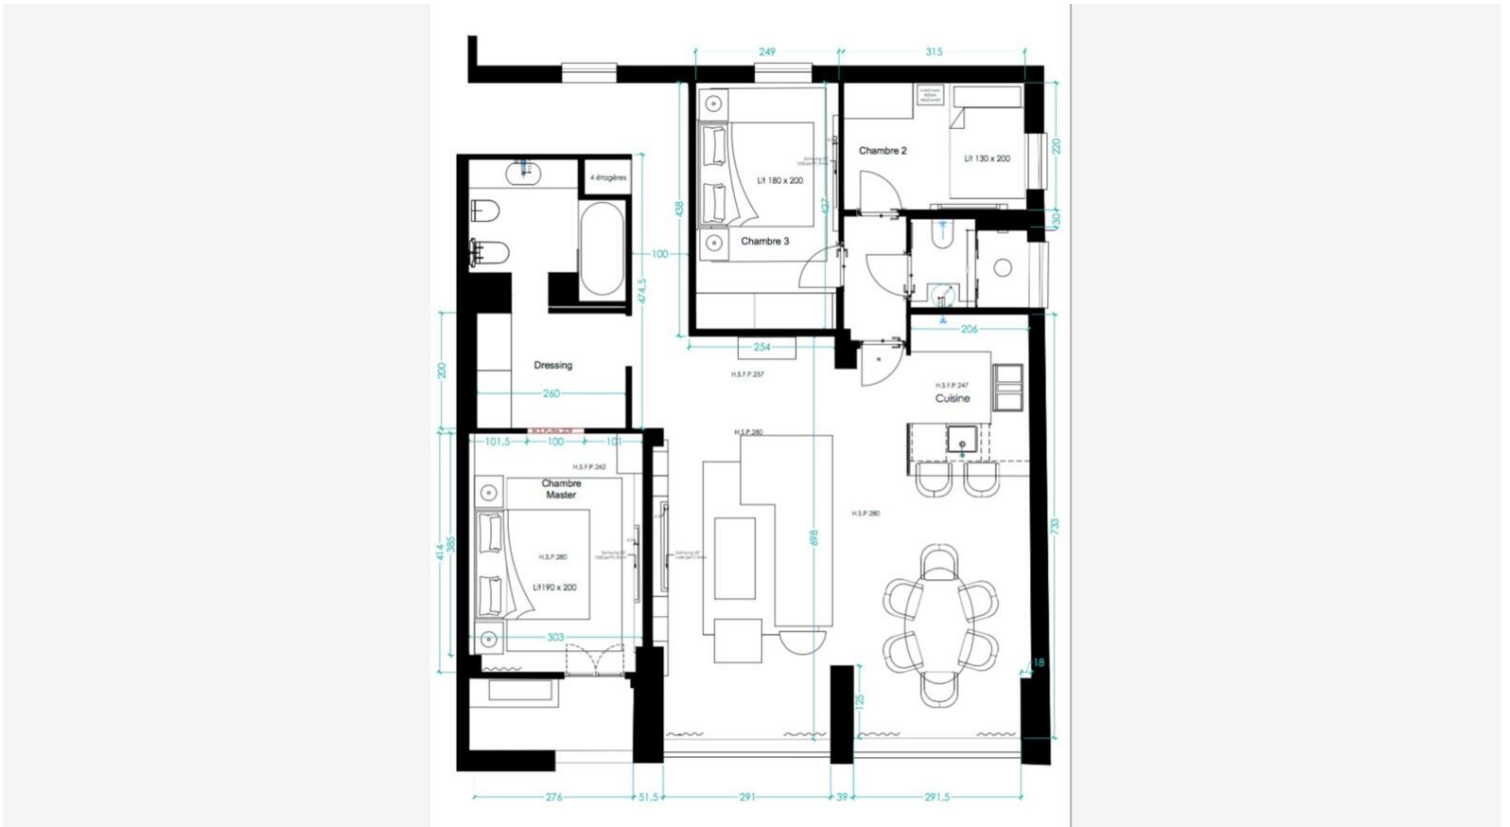 249
315
Chambre 2
Lit 130 x 200
220
30
4 étagères
438
Lit 180 x 200
427
Chambre 3
100
474,5
254
206
H.S.F.P.257
H.S.F.P.247
Cuisine
Dressing
200
260
H.S.P.280
101,5
100
101
H.S.F.P.262
Chambre
Master
H.S.P.280
414
385
H.S.P.280
Lit190 x 200
698
733
303
18
125
276
51,5
291
39
291,5